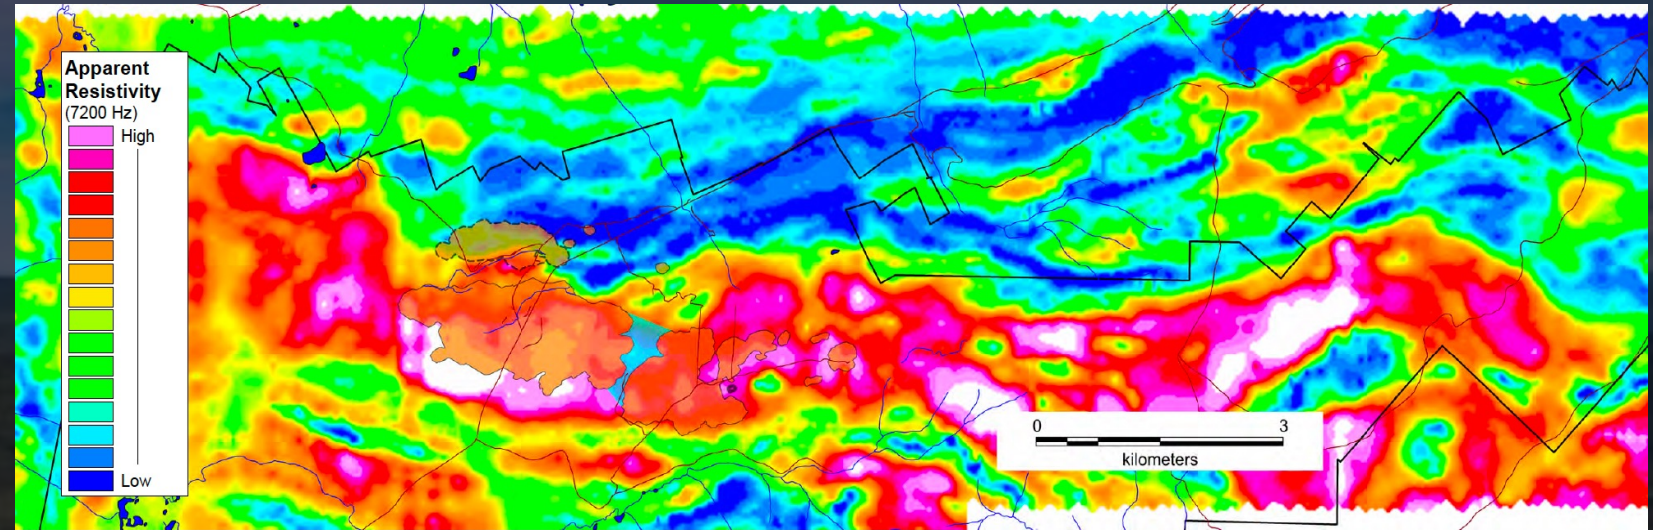 Apparent
Resistivity
(7200 Hz)
High
Low
0 3
kilometers